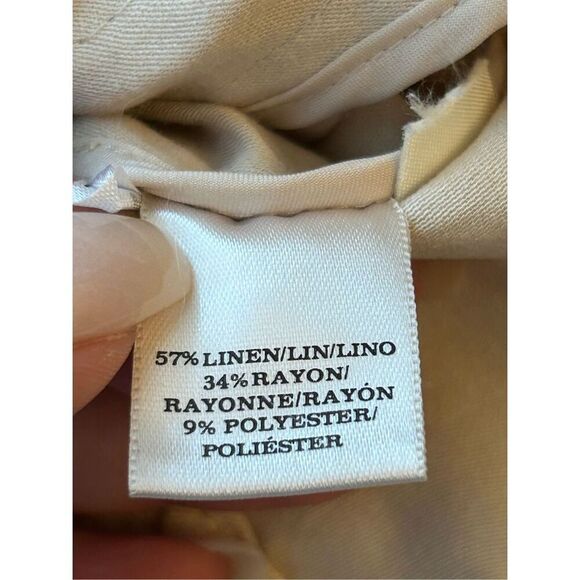 57% LINEN/LIN/LINO
34% RAYON/
RAYONNE/RAYÓN
9% POLYESTER/
POLIÉSTER